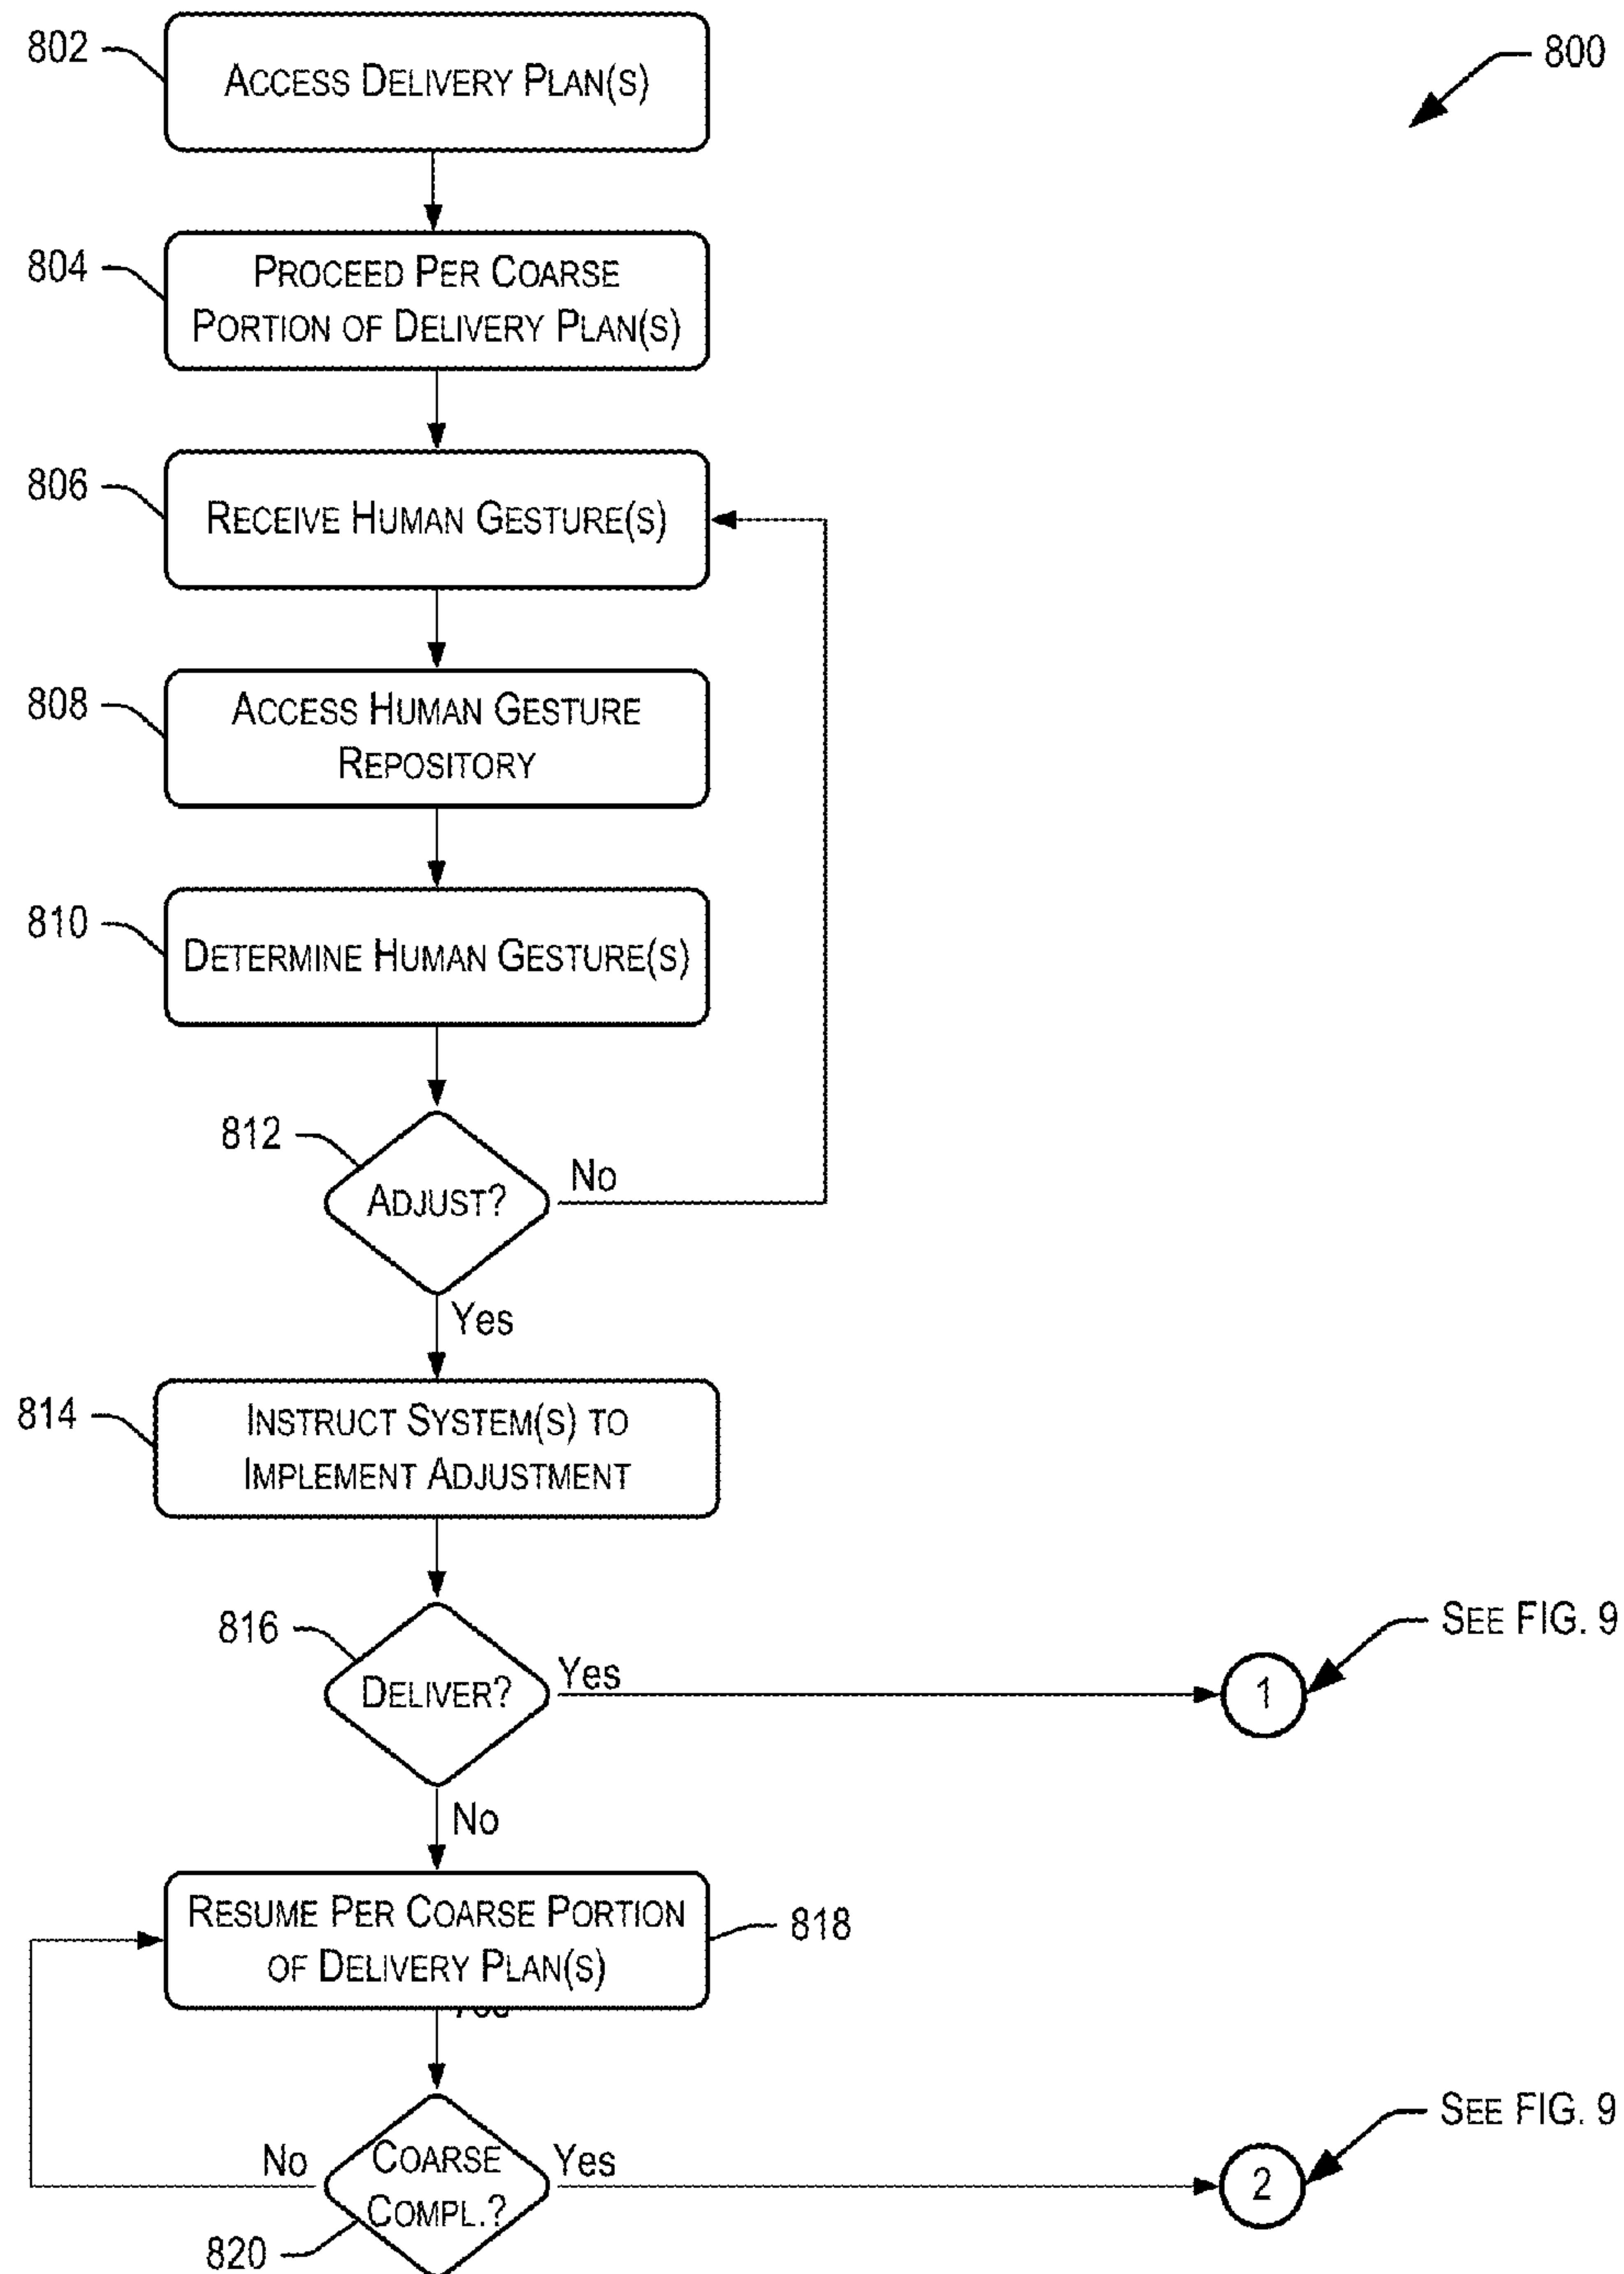 802
ACCESS DELIVERY PLAN(S)
800
804
PROCEED PER COARSE
PORTION OF DELIVERY PLAN(S)
806
RECEIVE HUMAN GESTURE(S)
808
ACCESS HUMAN GESTURE
REPOSITORY
810
DETERMINE HUMAN GESTURE(S)
812
ADJUST?
No
Yes
814
INSTRUCT SYSTEM(S) TO
IMPLEMENT ADJUSTMENT
816
DELIVER?
Yes
1
SEE FIG. 9
No
RESUME PER COARSE PORTION
OF DELIVERY PLAN(S)
818
No
COARSE
COMPL.?
Yes
2
SEE FIG. 9
820